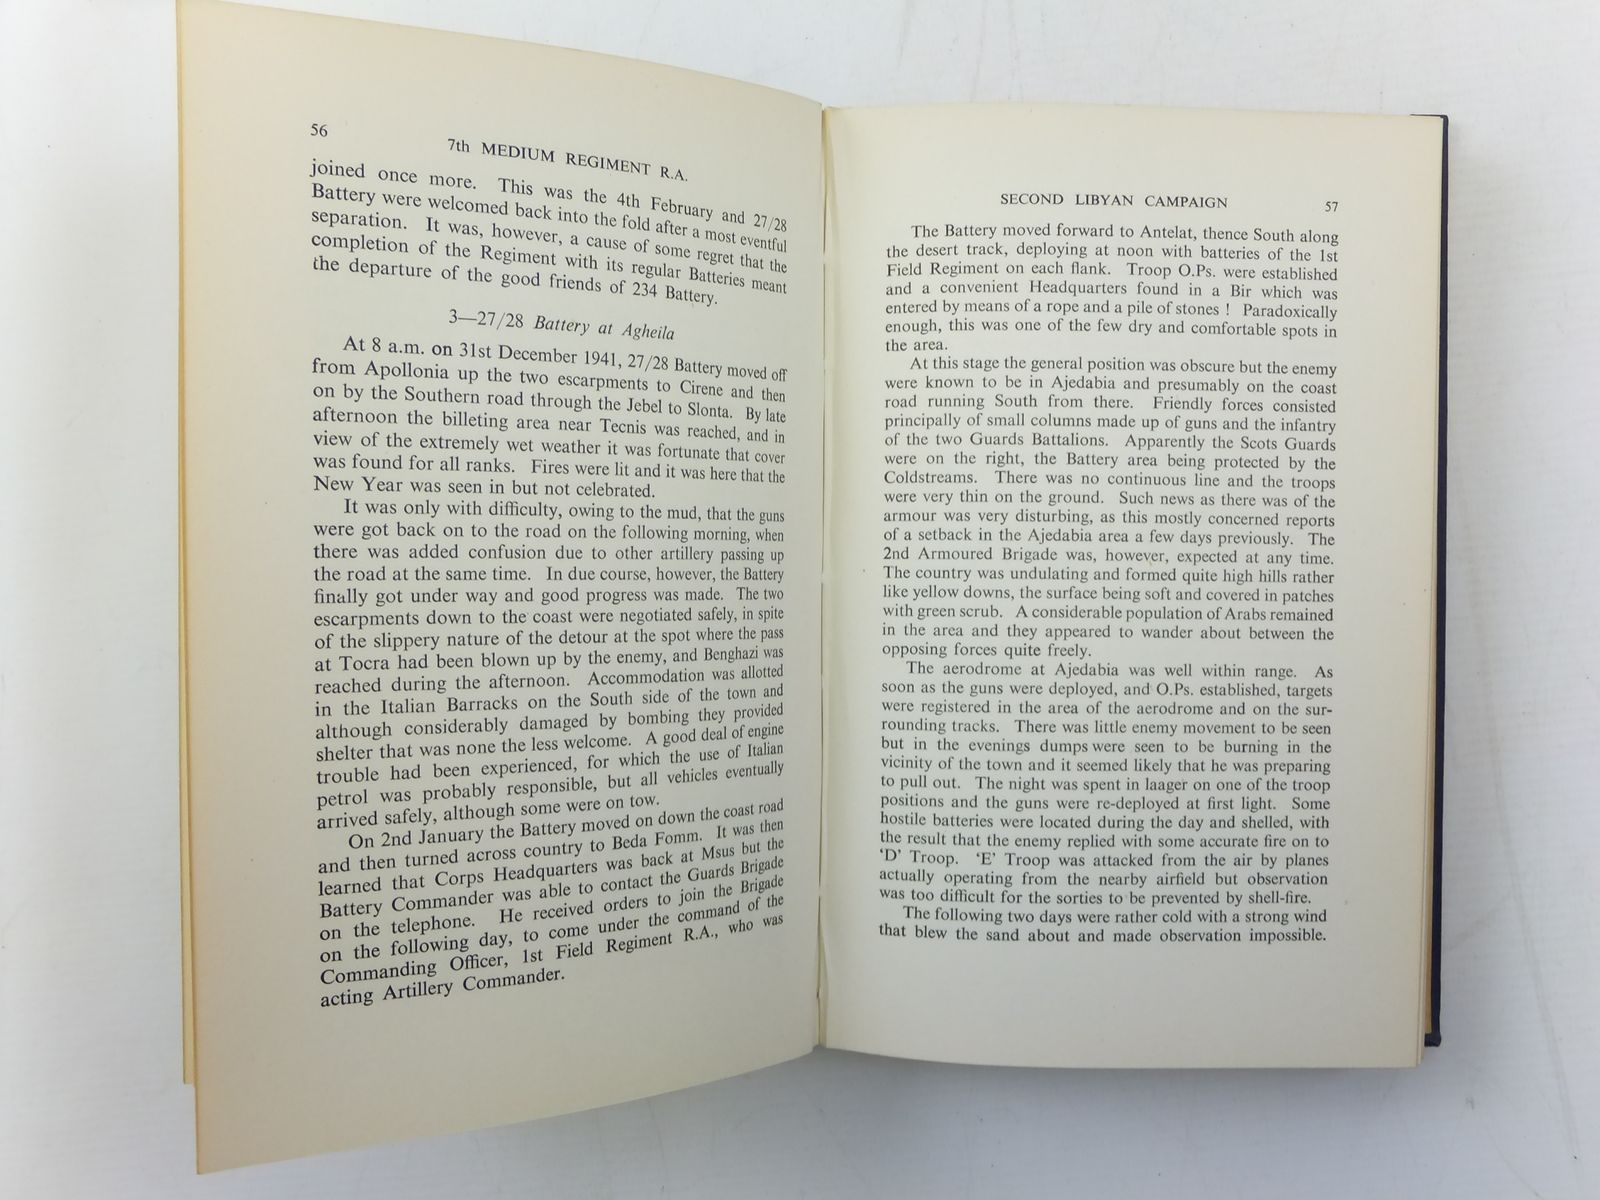 56
7th MEDIUM REGIMENT R.A.
joined once more. This was the 4th February and 27/28
Battery were welcomed back into the fold after a most eventful
separation. It was, however, a cause of some regret that the
completion of the Regiment with its regular Batteries meant
the departure of the good friends of 234 Battery.
3—27/28 Battery at Agheila
At 8 a.m. on 31st December 1941, 27/28 Battery moved off
from Apollonia up the two escarpments to Cirene and then
on by the Southern road through the Jebel to Slonta. By late
afternoon the billeting area near Tecnis was reached, and in
view of the extremely wet weather it was fortunate that cover
was found for all ranks. Fires were lit and it was here that the
New Year was seen in but not celebrated.
It was only with difficulty, owing to the mud, that the guns
were got back on to the road on the following morning, when
there was added confusion due to other artillery passing up
the road at the same time. In due course, however, the Battery
finally got under way and good progress was made. The two
escarpments down to the coast were negotiated safely, in spite
of the slippery nature of the detour at the spot where the pass
at Tocra had been blown up by the enemy, and Benghazi was
reached during the afternoon. Accommodation was allotted
in the Italian Barracks on the South side of the town and
although considerably damaged by bombing they provided
shelter that was none the less welcome. A good deal of engine
trouble had been experienced, for which the use of Italian
petrol was probably responsible, but all vehicles eventually
arrived safely, although some were on tow.
On 2nd January the Battery moved on down the coast road
and then turned across country to Beda Fomm. It was then
learned that Corps Headquarters was back at Msus but the
Battery Commander was able to contact the Guards Brigade
on the telephone. He received orders to join the Brigade
on the following day, to come under the command of the
Commanding Officer, 1st Field Regiment R.A., who was
acting Artillery Commander.
SECOND LIBYAN CAMPAIGN 57
The Battery moved forward to Antelat, thence South along
the desert track, deploying at noon with batteries of the 1st
Field Regiment on each flank. Troop O.Ps. were established
and a convenient Headquarters found in a Bir which was
entered by means of a rope and a pile of stones ! Paradoxically
enough, this was one of the few dry and comfortable spots in
the area.
At this stage the general position was obscure but the enemy
were known to be in Ajedabia and presumably on the coast
road running South from there. Friendly forces consisted
principally of small columns made up of guns and the infantry
of the two Guards Battalions. Apparently the Scots Guards
were on the right, the Battery area being protected by the
Coldstreams. There was no continuous line and the troops
were very thin on the ground. Such news as there was of the
armour was very disturbing, as this mostly concerned reports
of a setback in the Ajedabia area a few days previously. The
2nd Armoured Brigade was, however, expected at any time.
The country was undulating and formed quite high hills rather
like yellow downs, the surface being soft and covered in patches
with green scrub. A considerable population of Arabs remained
in the area and they appeared to wander about between the
opposing forces quite freely.
The aerodrome at Ajedabia was well within range. As
soon as the guns were deployed, and O.Ps. established, targets
were registered in the area of the aerodrome and on the sur-
rounding tracks. There was little enemy movement to be seen
but in the evenings dumps were seen to be burning in the
vicinity of the town and it seemed likely that he was preparing
to pull out. The night was spent in laager on one of the troop
positions and the guns were re-deployed at first light. Some
hostile batteries were located during the day and shelled, with
the result that the enemy replied with some accurate fire on to
‘D’ Troop. ‘E’ Troop was attacked from the air by planes
actually operating from the nearby airfield but observation
was too difficult for the sorties to be prevented by shell-fire.
The following two days were rather cold with a strong wind
that blew the sand about and made observation impossible.